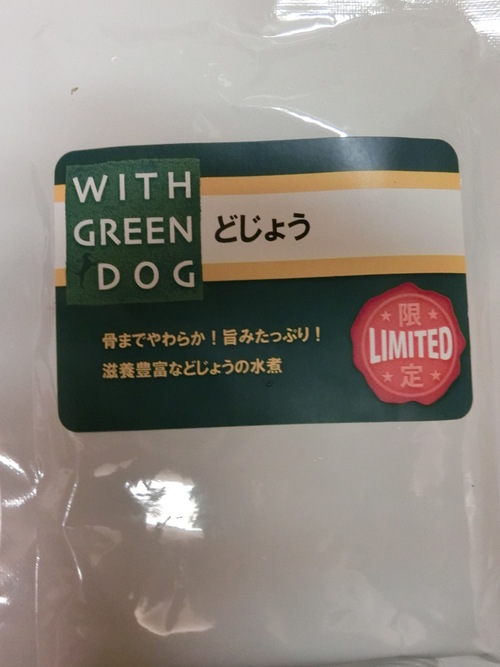 WITH
GREEN
DOG
どじょう
骨までやわらか！旨みたっぷり！
滋養豊富などじょうの水煮
限
LIMITED
定